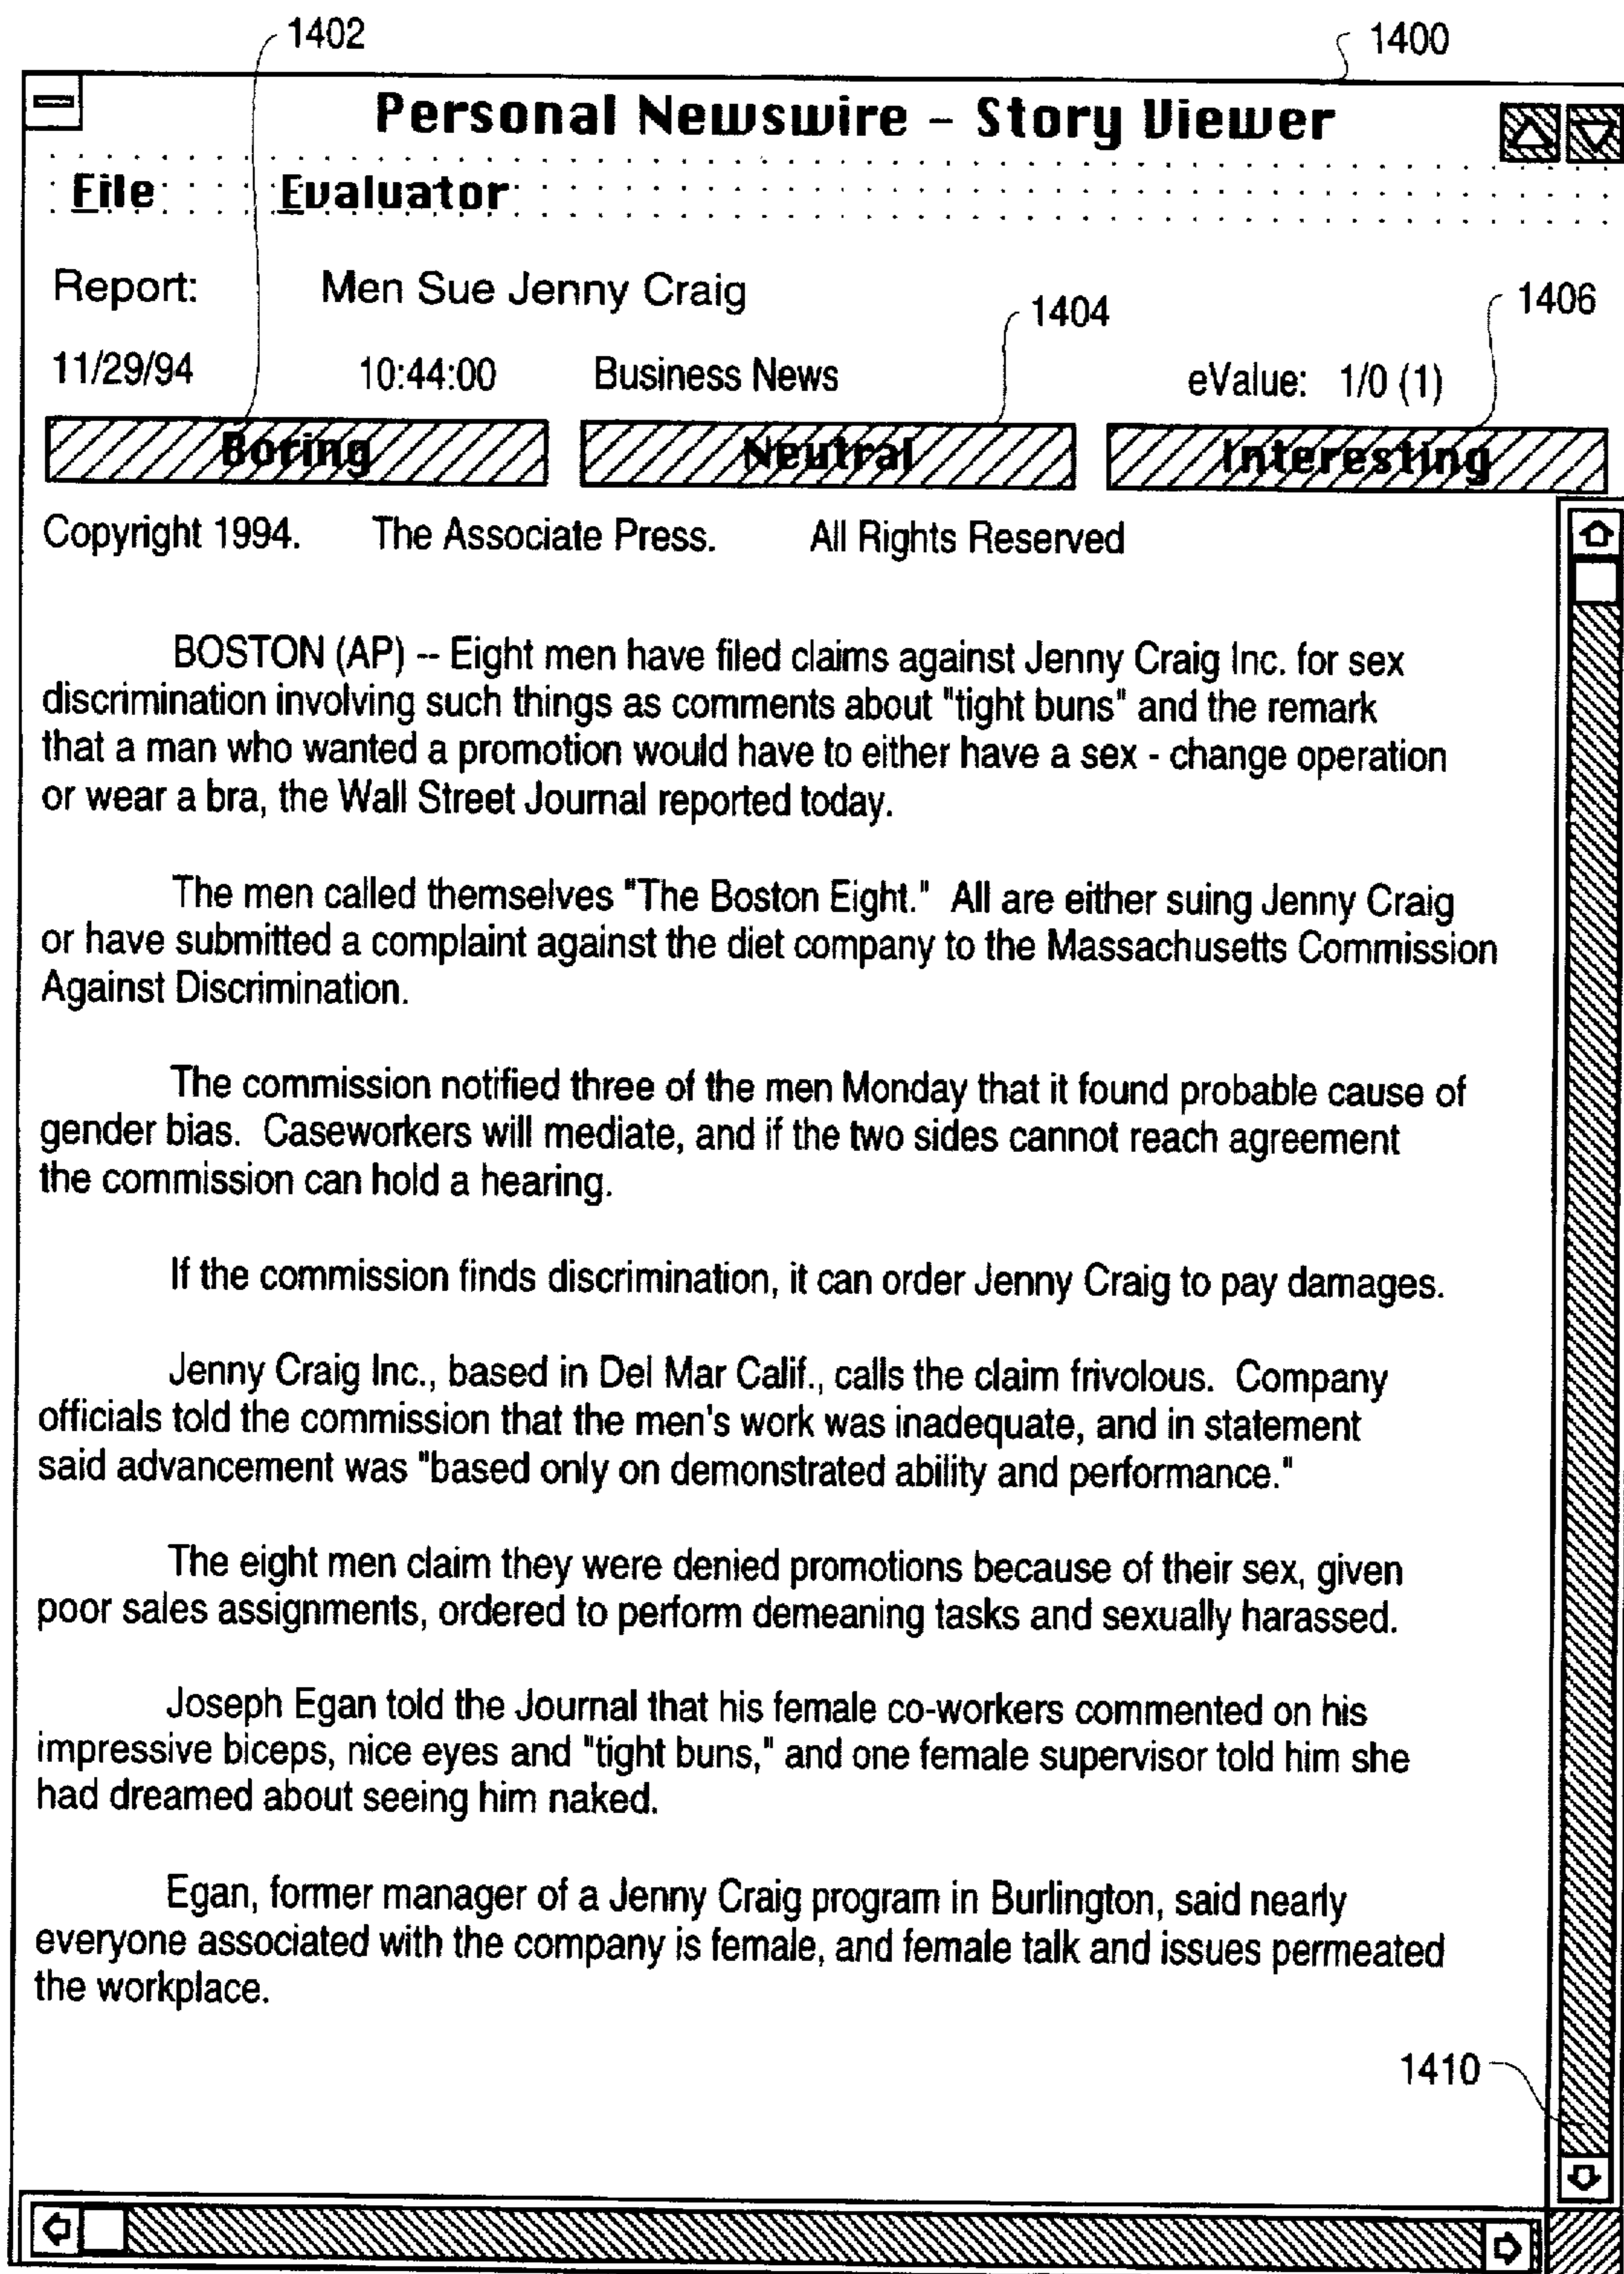 1402
1400
Personal Newswire - Story Viewer
File Evaluator
Report: Men Sue Jenny Craig
1404
1406
11/29/94 10:44:00 Business News eValue: 1/0 (1)
Boring Neutral Interesting
Copyright 1994. The Associate Press. All Rights Reserved
BOSTON (AP) -- Eight men have filed claims against Jenny Craig Inc. for sex
discrimination involving such things as comments about "tight buns" and the remark
that a man who wanted a promotion would have to either have a sex - change operation
or wear a bra, the Wall Street Journal reported today.
The men called themselves "The Boston Eight." All are either suing Jenny Craig
or have submitted a complaint against the diet company to the Massachusetts Commission
Against Discrimination.
The commission notified three of the men Monday that it found probable cause of
gender bias. Caseworkers will mediate, and if the two sides cannot reach agreement
the commission can hold a hearing.
If the commission finds discrimination, it can order Jenny Craig to pay damages.
Jenny Craig Inc., based in Del Mar Calif., calls the claim frivolous. Company
officials told the commission that the men's work was inadequate, and in statement
said advancement was "based only on demonstrated ability and performance."
The eight men claim they were denied promotions because of their sex, given
poor sales assignments, ordered to perform demeaning tasks and sexually harassed.
Joseph Egan told the Journal that his female co-workers commented on his
impressive biceps, nice eyes and "tight buns," and one female supervisor told him she
had dreamed about seeing him naked.
Egan, former manager of a Jenny Craig program in Burlington, said nearly
everyone associated with the company is female, and female talk and issues permeated
the workplace.
1410